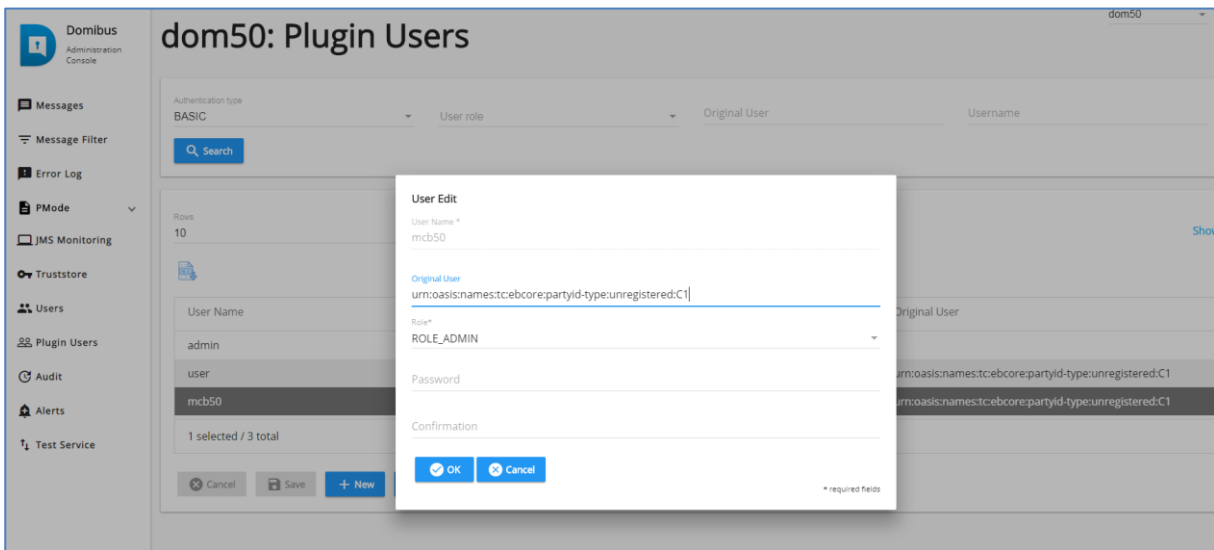 dom50
Domibus
Administration
Console
dom50: Plugin Users
Messages
Message Filter
Error Log
PMode
JMS Monitoring
Truststore
Users
Plugin Users
Audit
Alerts
Test Service
Authentication type
BASIC
User role
Original User
Username
Search
Rows
10
Show
User Name
Original User
admin
user
urn:oasis:names:tc:ebcore:partyid-type:unregistered:C1
mcb50
urn:oasis:names:tc:ebcore:partyid-type:unregistered:C1
1 selected / 3 total
Cancel
Save
New
User Edit
User Name *
mcb50
Original User
urn:oasis:names:tc:ebcore:partyid-type:unregistered:C1
Role*
ROLE_ADMIN
Password
Confirmation
OK
Cancel
* required fields